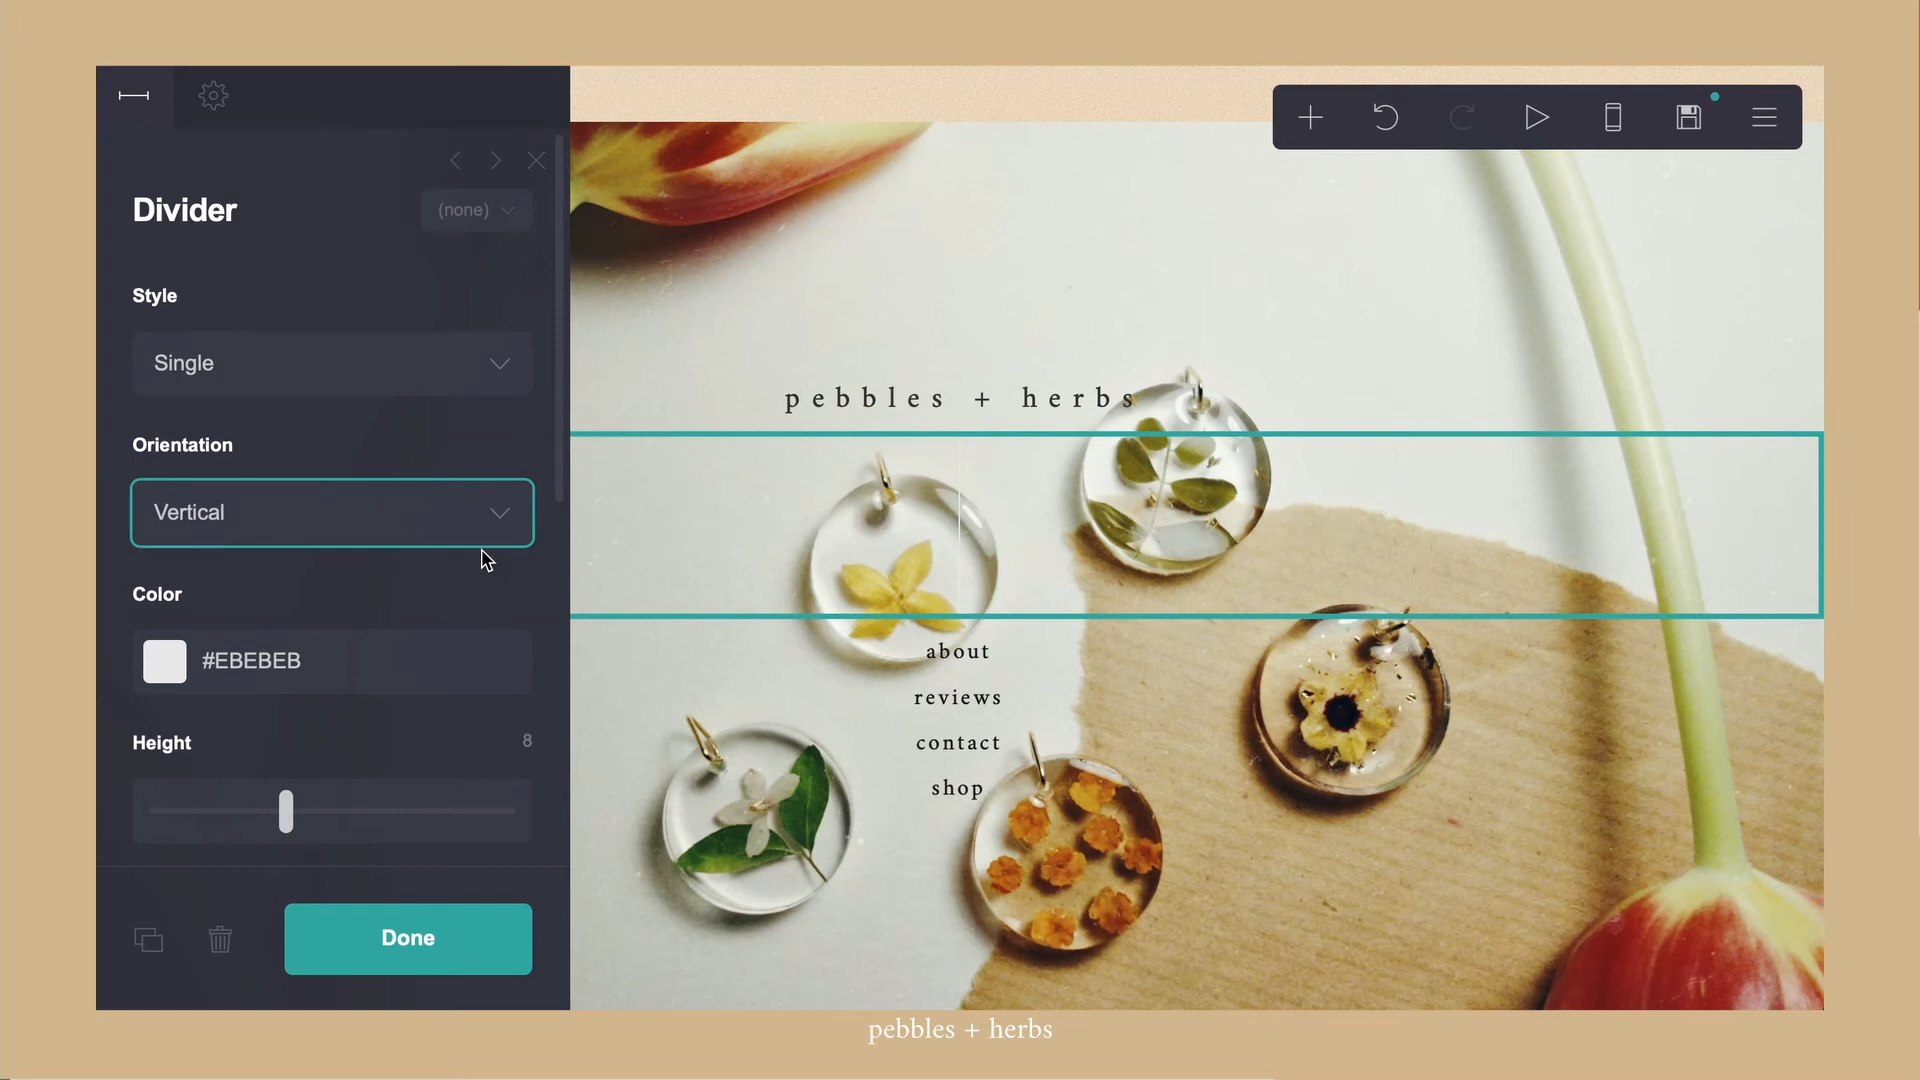 Divider
(none)
Style
Single
Orientation
Vertical
Color
#EBEBEB
Height
8
Done
pebbles + herbs
about
reviews
contact
shop
pebbles + herbs